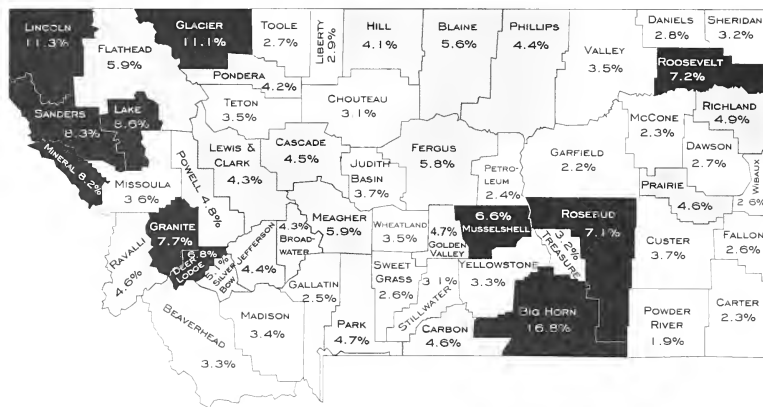 LINCOLN
11.3%
FLATHEAD
5.9%
GLACIER
11.1%
TOOLE
2.7%
LIBERTY
2.9%
HILL
4.1%
BLAINE
5.6%
PHILLIPS
4.4%
VALLEY
3.5%
DANIELS
2.8%
SHERIDAN
3.2%
ROOSEVELT
7.2%
PONDERA
4.2%
TETON
3.5%
CHOUTEAU
3.1%
RICHLAND
4.9%
SANDERS
8.3%
LAKE
8.6%
MINERAL 8.2%
MISSOULA
3.6%
POWELL 4.8%
LEWIS &
CLARK
4.3%
CASCADE
4.5%
JUDITH
BASIN
3.7%
FERGUS
5.8%
PETRO-
LEUM
2.4%
GARFIELD
2.2%
MCCONE
2.3%
DAWSON
2.7%
WIBAUX
2.6%
PRAIRIE
4.6%
RAVALLI
4.6%
GRANITE
7.7%
6.8%
DEER
LODGE
5.1%
SILVER
BOW
JEFFERSON
4.4%
4.3%
BROAD-
WATER
MEAGHER
5.9%
WHEATLAND
3.5%
4.7%
GOLDEN
VALLEY
6.6%
MUSSELSHELL
3.2%
TREASURE
ROSEBUD
7.1%
CUSTER
3.7%
FALLON
2.6%
BEAVERHEAD
3.3%
MADISON
3.4%
GALLATIN
2.5%
PARK
4.7%
SWEET
GRASS
2.6%
3.1%
STILLWATER
CARBON
4.6%
YELLOWSTONE
3.3%
BIG HORN
16.8%
POWDER
RIVER
1.9%
CARTER
2.3%